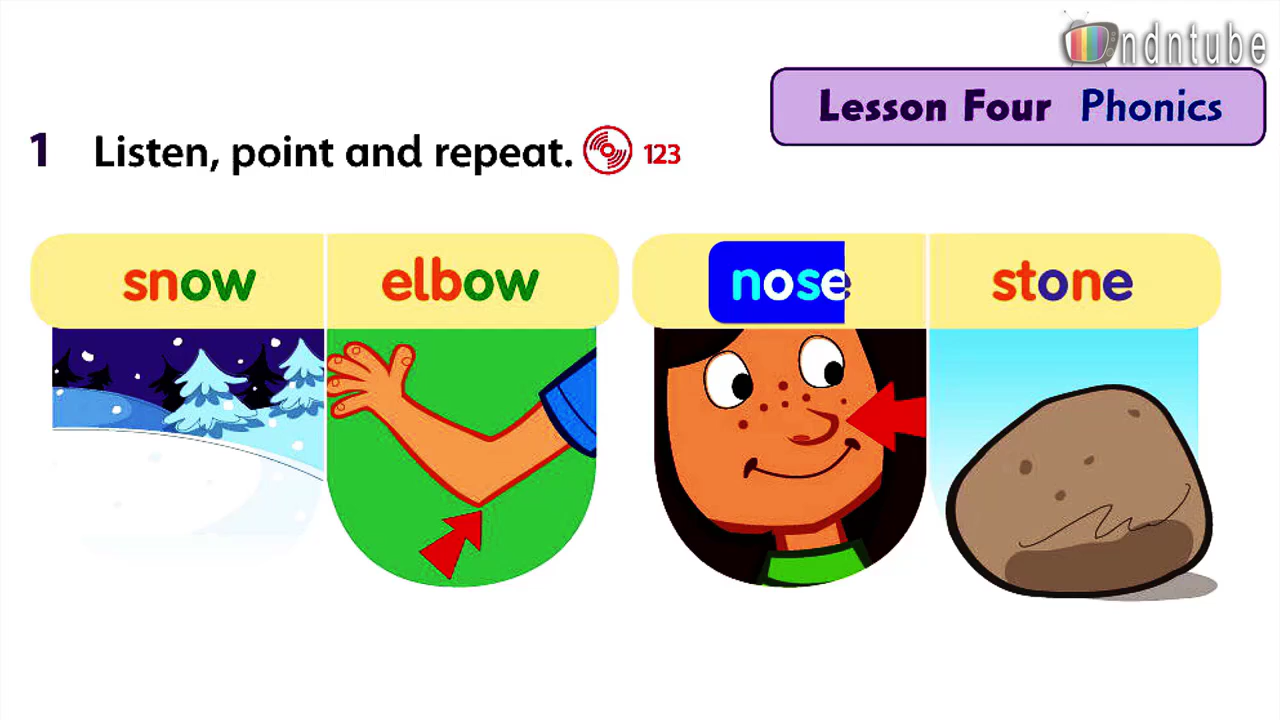 ndntube
Lesson Four Phonics
1 Listen, point and repeat. 123
snow elbow nose stone